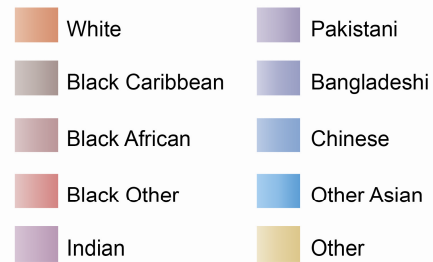 White
Black Caribbean
Black African
Black Other
Indian
Pakistani
Bangladeshi
Chinese
Other Asian
Other